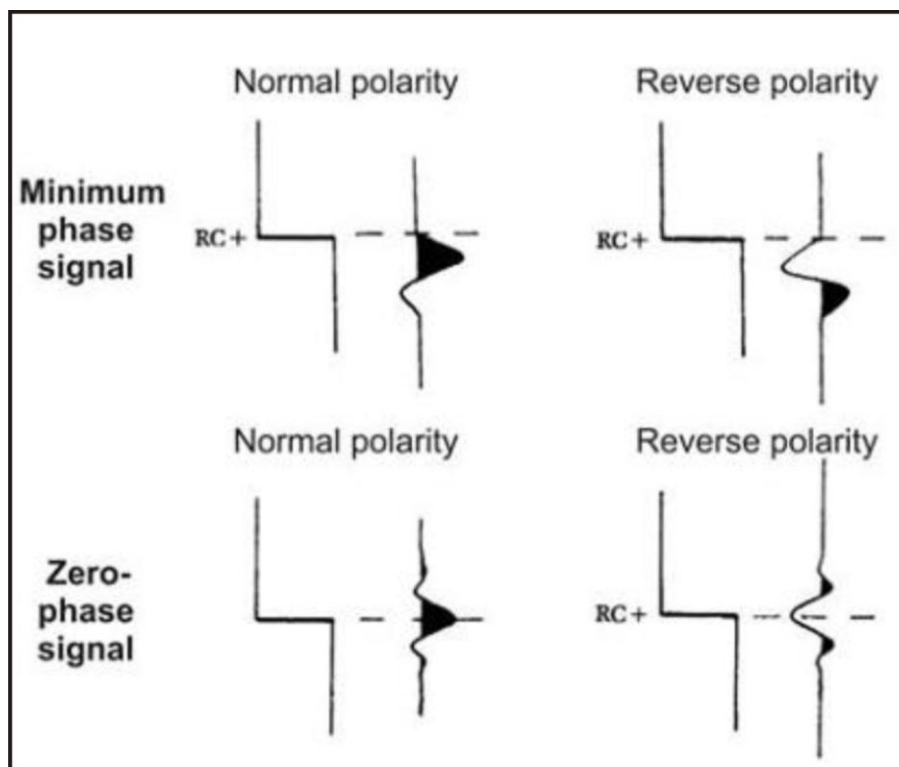 Normal polarity
Reverse polarity
Minimum
phase
signal
RC +
RC +
Normal polarity
Reverse polarity
Zero-
phase
signal
RC +